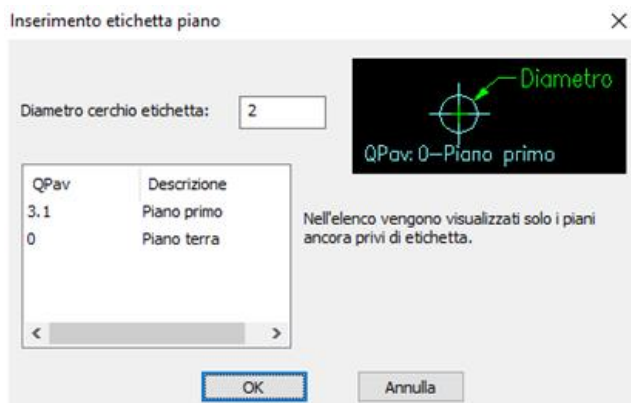 Inserimento etichetta piano
Diametro cerchio etichetta: 2
Diametro
QPav: 0-Piano primo
QPav Descrizione
3.1 Piano primo
0 Piano terra
Nell'elenco vengono visualizzati solo i piani
ancora privi di etichetta.
OK Annulla